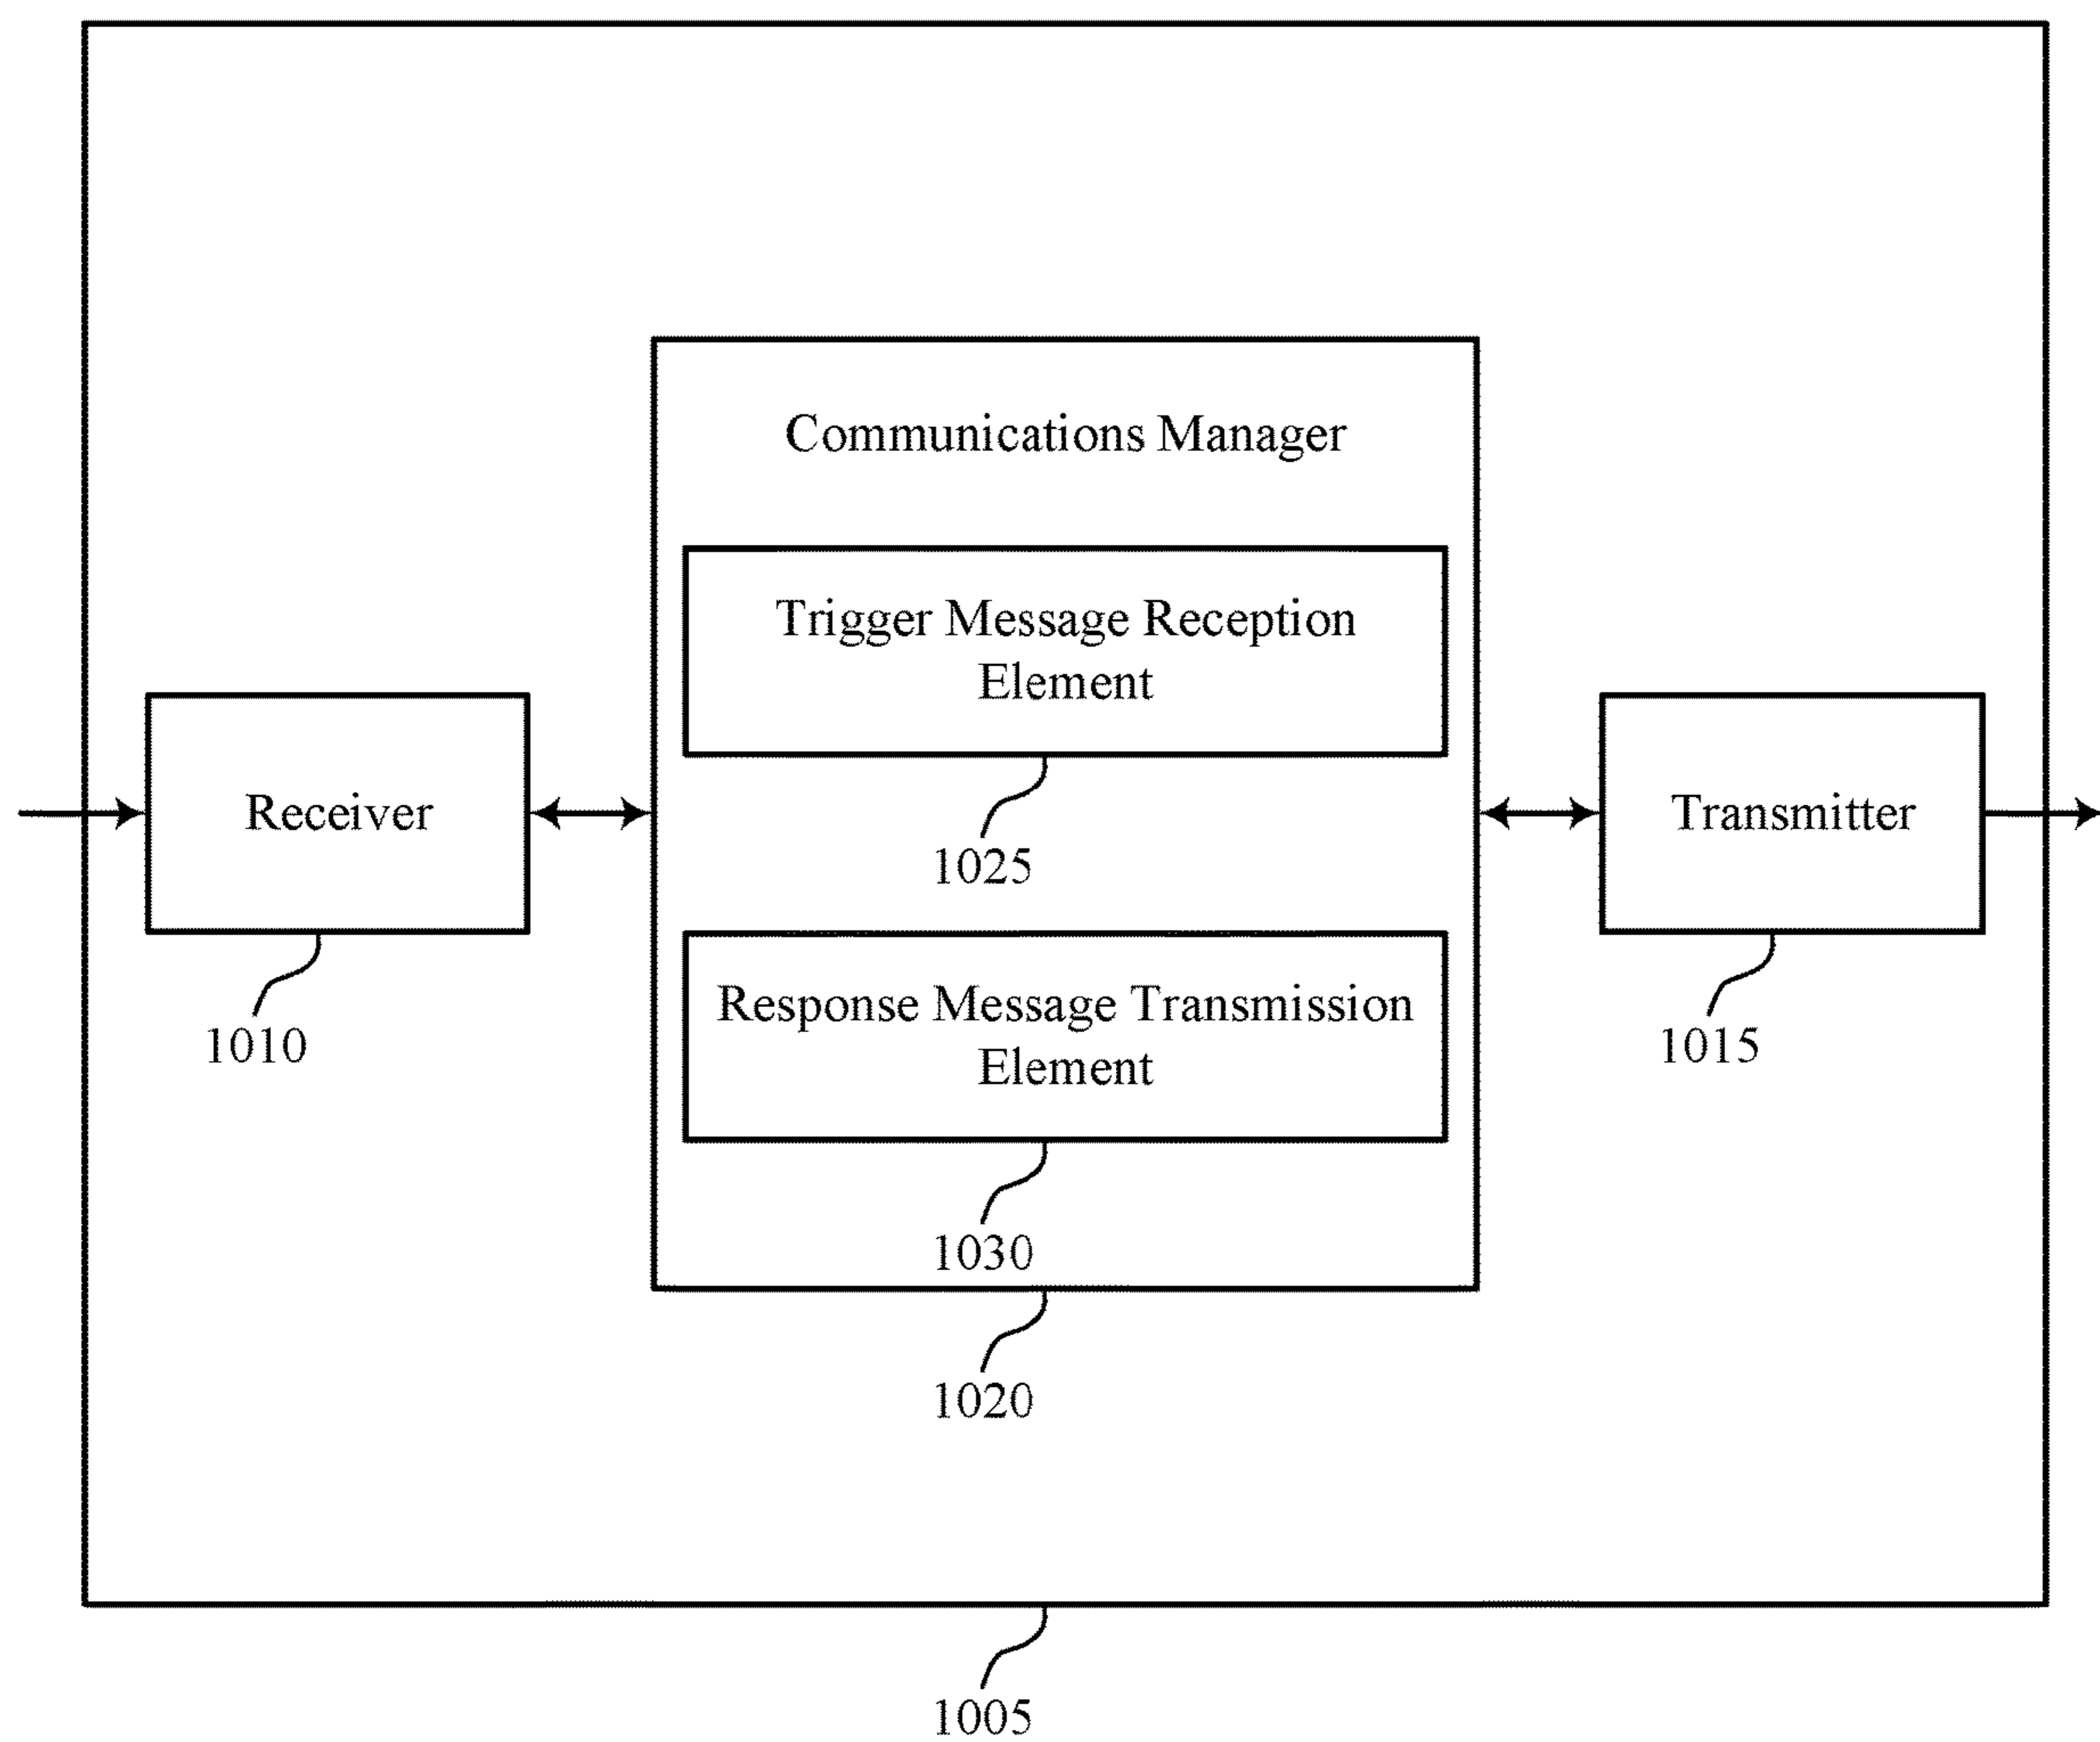 Communications Manager
Trigger Message Reception
Element
1025
Receiver
1010
Response Message Transmission
Element
1030
1020
Transmitter
1015
1005